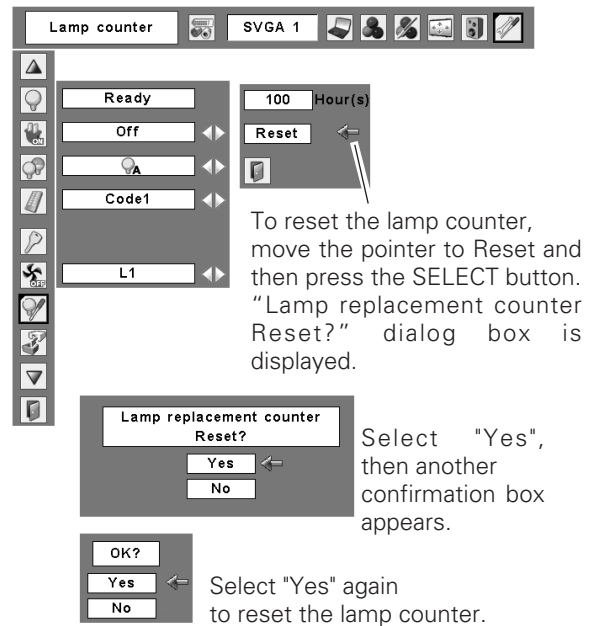 Lamp counter
SVGA 1
Ready
Off
ON
A
Code1
OFF
L1
100 Hour(s)
Reset
To reset the lamp counter,
move the pointer to Reset and
then press the SELECT button.
“Lamp replacement counter
Reset?” dialog box is
displayed.
Lamp replacement counter
Reset?
Yes
No
Select "Yes",
then another
confirmation box
appears.
OK?
Yes
No
Select "Yes" again
to reset the lamp counter.